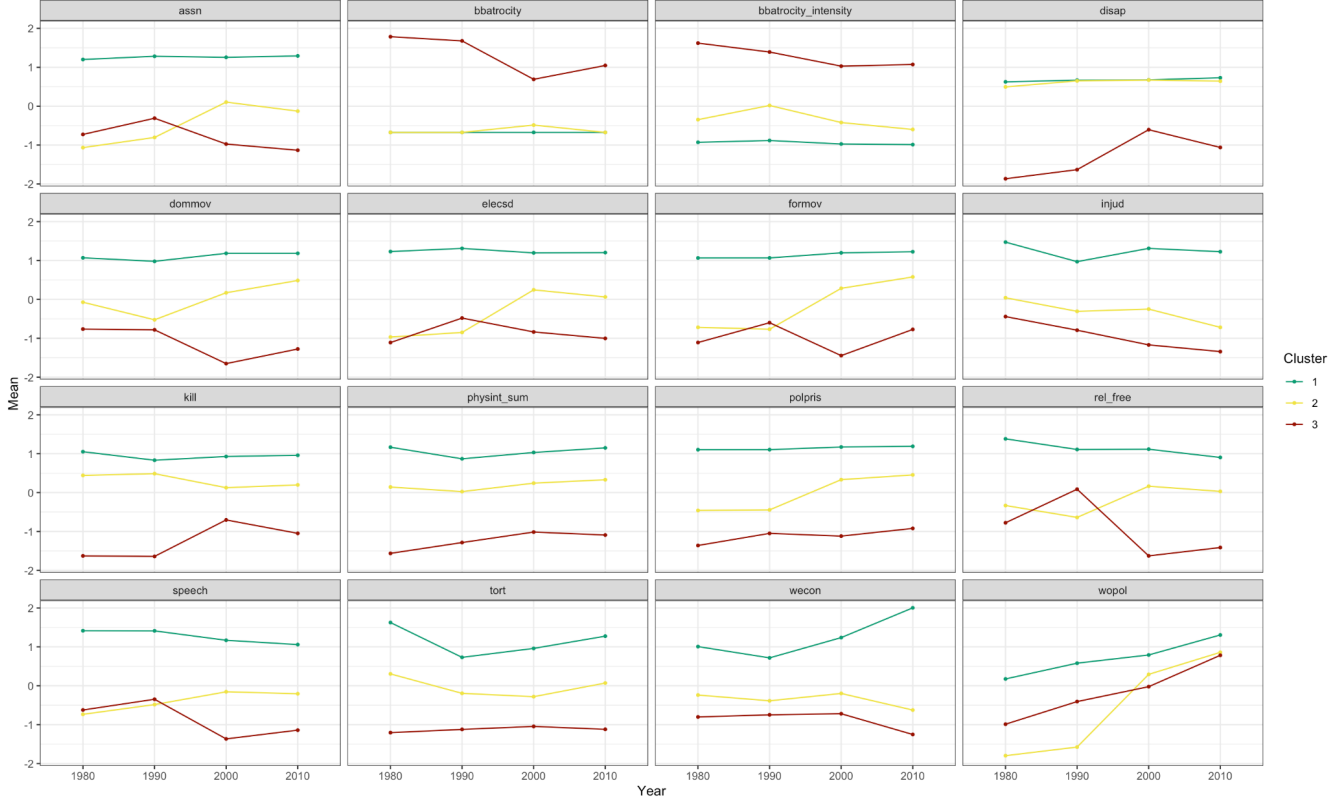 assn bbatrocity bbatrocity_intensity disap
2
1
0
-1
-2
dommov elecsd formov injud
2
1
0
-1
-2
kill physint_sum polpris rel_free
2
1
0
-1
-2
speech tort wecon wopol
2
1
0
-1
-2
1980 1990 2000 2010 1980 1990 2000 2010 1980 1990 2000 2010 1980 1990 2000 2010
Year
Mean
Cluster
1
2
3